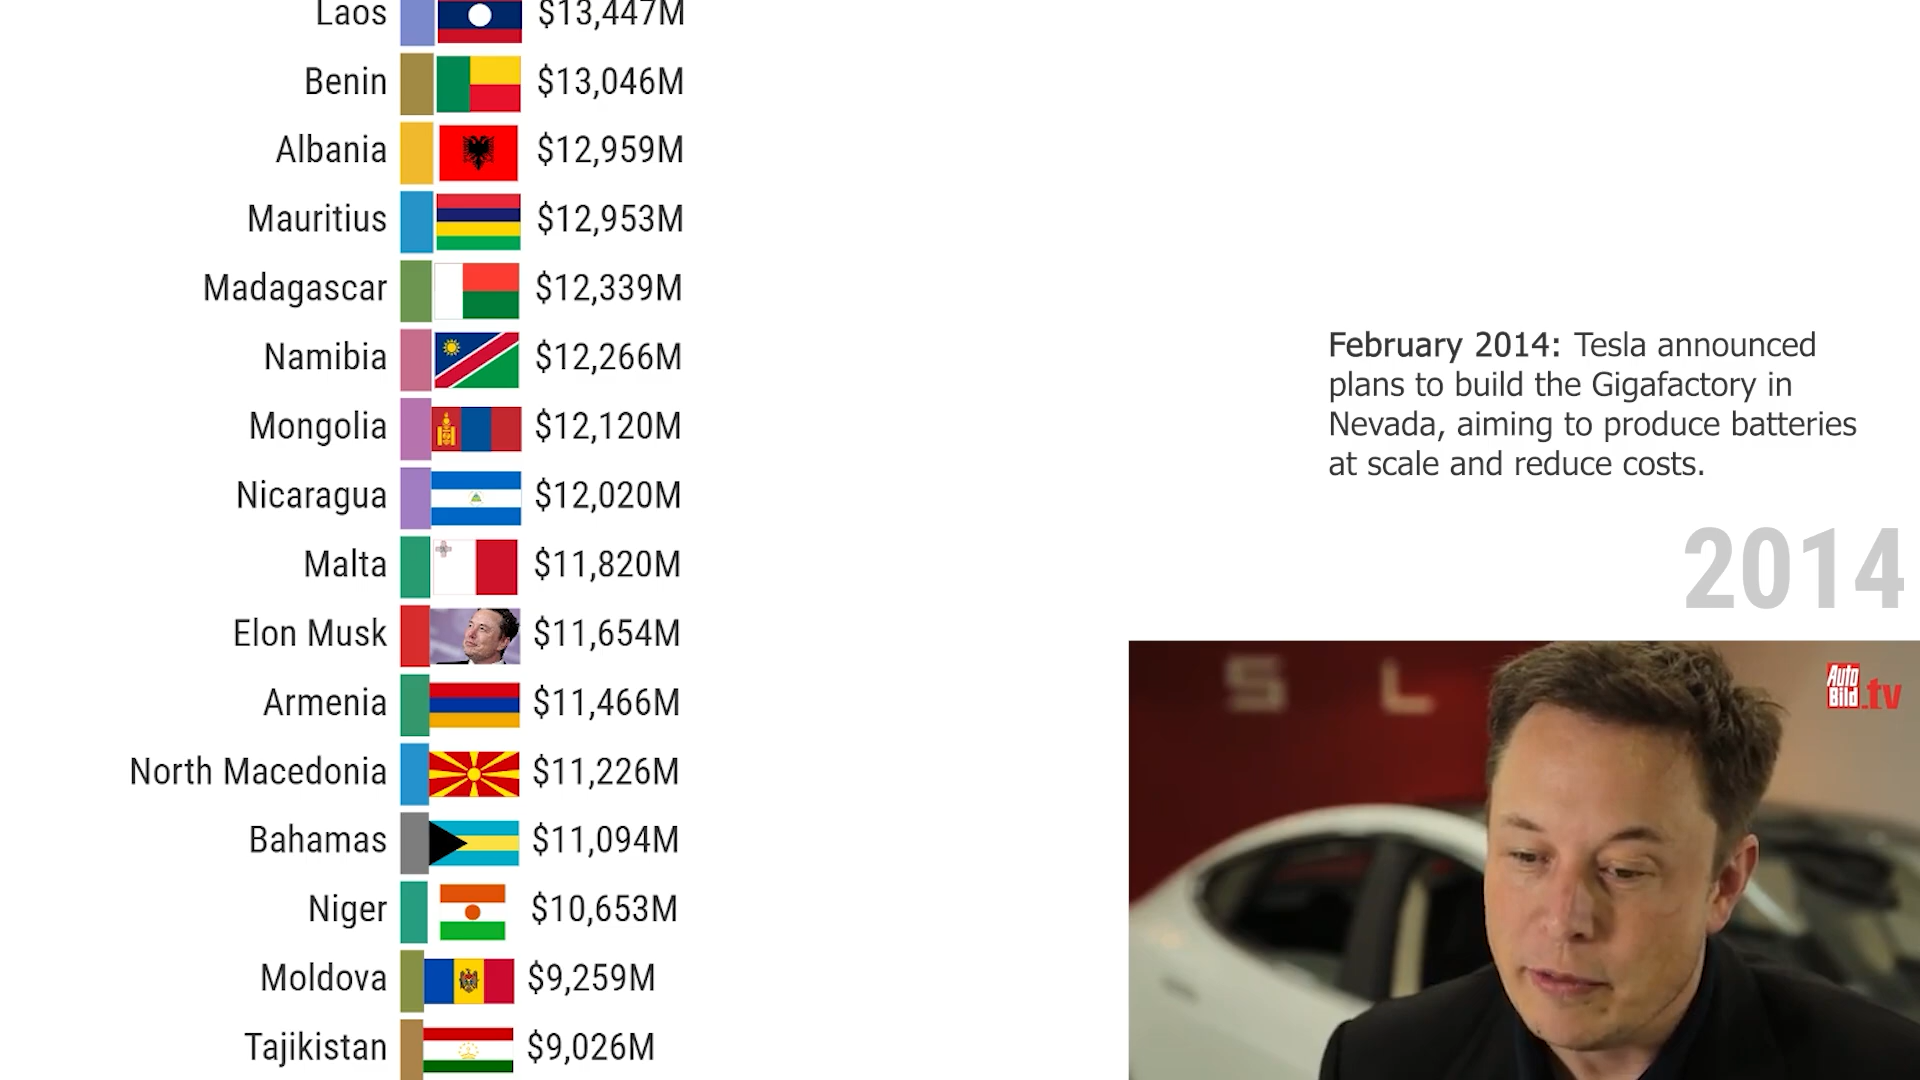 Laos $13,447M
Benin $13,046M
Albania $12,959M
Mauritius $12,953M
Madagascar $12,339M
Namibia $12,266M
Mongolia $12,120M
Nicaragua $12,020M
Malta $11,820M
Elon Musk $11,654M
Armenia $11,466M
North Macedonia $11,226M
Bahamas $11,094M
Niger $10,653M
Moldova $9,259M
Tajikistan $9,026M
February 2014: Tesla announced
plans to build the Gigafactory in
Nevada, aiming to produce batteries
at scale and reduce costs.
2014
S L
Auto
Bild.tv